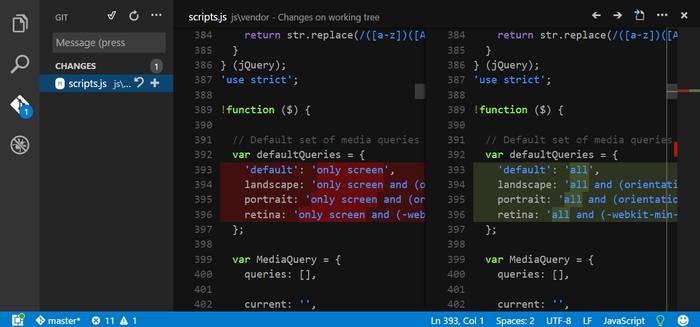 GIT
scripts.js js\vendor - Changes on working tree
Message (press
CHANGES 1
scripts.js js\...
1
384 return str.replace(/([a-z])([A
385 }
386 } (jQuery);
387 'use strict';
388
389 !function ($) {
390
391 // Default set of media queries
392 var defaultQueries = {
393 'default': 'only screen',
394 landscape: 'only screen and (o
395 portrait: 'only screen and (o
396 retina: 'only screen and (-web
397 };
398
399 var MediaQuery = {
400 queries: [],
401
402 current: '',
384 return str.replace(/([a-z])([A
385 }
386 } (jQuery);
387 'use strict';
388
389 !function ($) {
390
391 // Default set of media queries
392 var defaultQueries = {
393 'default': 'all',
394 landscape: 'all and (orientati
395 portrait: 'all and (orientatio
396 retina: 'all and (-webkit-min-
397 };
398
399 var MediaQuery = {
400 queries: [],
401
402 current: '',
master* 11 1 Ln 393, Col 1 Spaces: 2 UTF-8 LF JavaScript